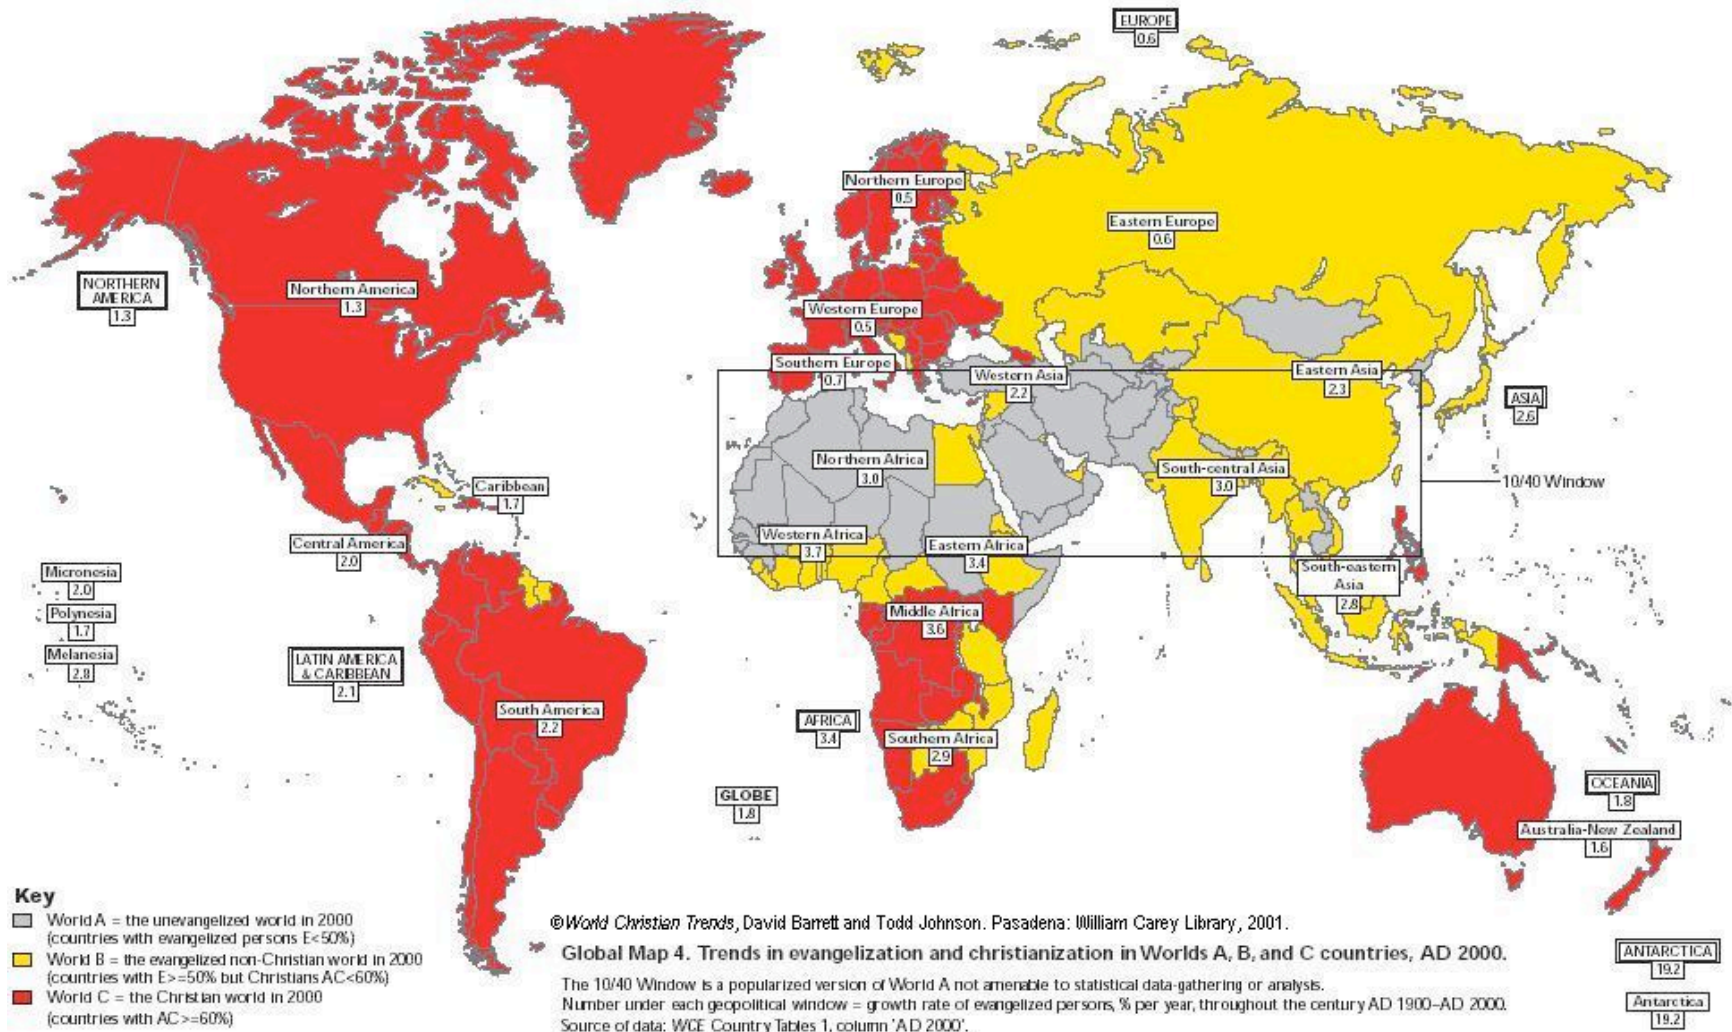 EUROPE
0.6
Northern Europe
0.5
Eastern Europe
0.6
NORTHERN
AMERICA
1.3
Northern America
1.3
Western Europe
0.5
Southern Europe
0.7
Western Asia
2.2
Eastern Asia
2.3
ASIA
2.6
Northern Africa
3.0
South-central Asia
3.0
10/40 Window
Caribbean
1.7
Central America
2.0
Western Africa
3.7
Eastern Africa
3.4
South-eastern
Asia
2.8
Micronesia
2.0
Polynesia
1.7
Melanesia
2.8
Middle Africa
3.6
LATIN AMERICA
& CARIBBEAN
2.1
South America
2.2
AFRICA
3.4
Southern Africa
2.9
GLOBE
1.8
OCEANIA
1.8
Australia-New Zealand
1.6
Key
World A = the unevangelized world in 2000
(countries with evangelized persons E<50%)
World B = the evangelized non-Christian world in 2000
(countries with E>=50% but Christians AC<60%)
World C = the Christian world in 2000
(countries with AC>=60%)
©World Christian Trends, David Barrett and Todd Johnson. Pasadena: William Carey Library, 2001.
Global Map 4. Trends in evangelization and christianization in Worlds A, B, and C countries, AD 2000.
The 10/40 Window is a popularized version of World A not amenable to statistical data-gathering or analysis.
Number under each geopolitical window = growth rate of evangelized persons, % per year, throughout the century AD 1900–AD 2000.
Source of data: WCE Country Tables 1, column 'AD 2000'.
ANTARCTICA
19.2
Antarctica
19.2